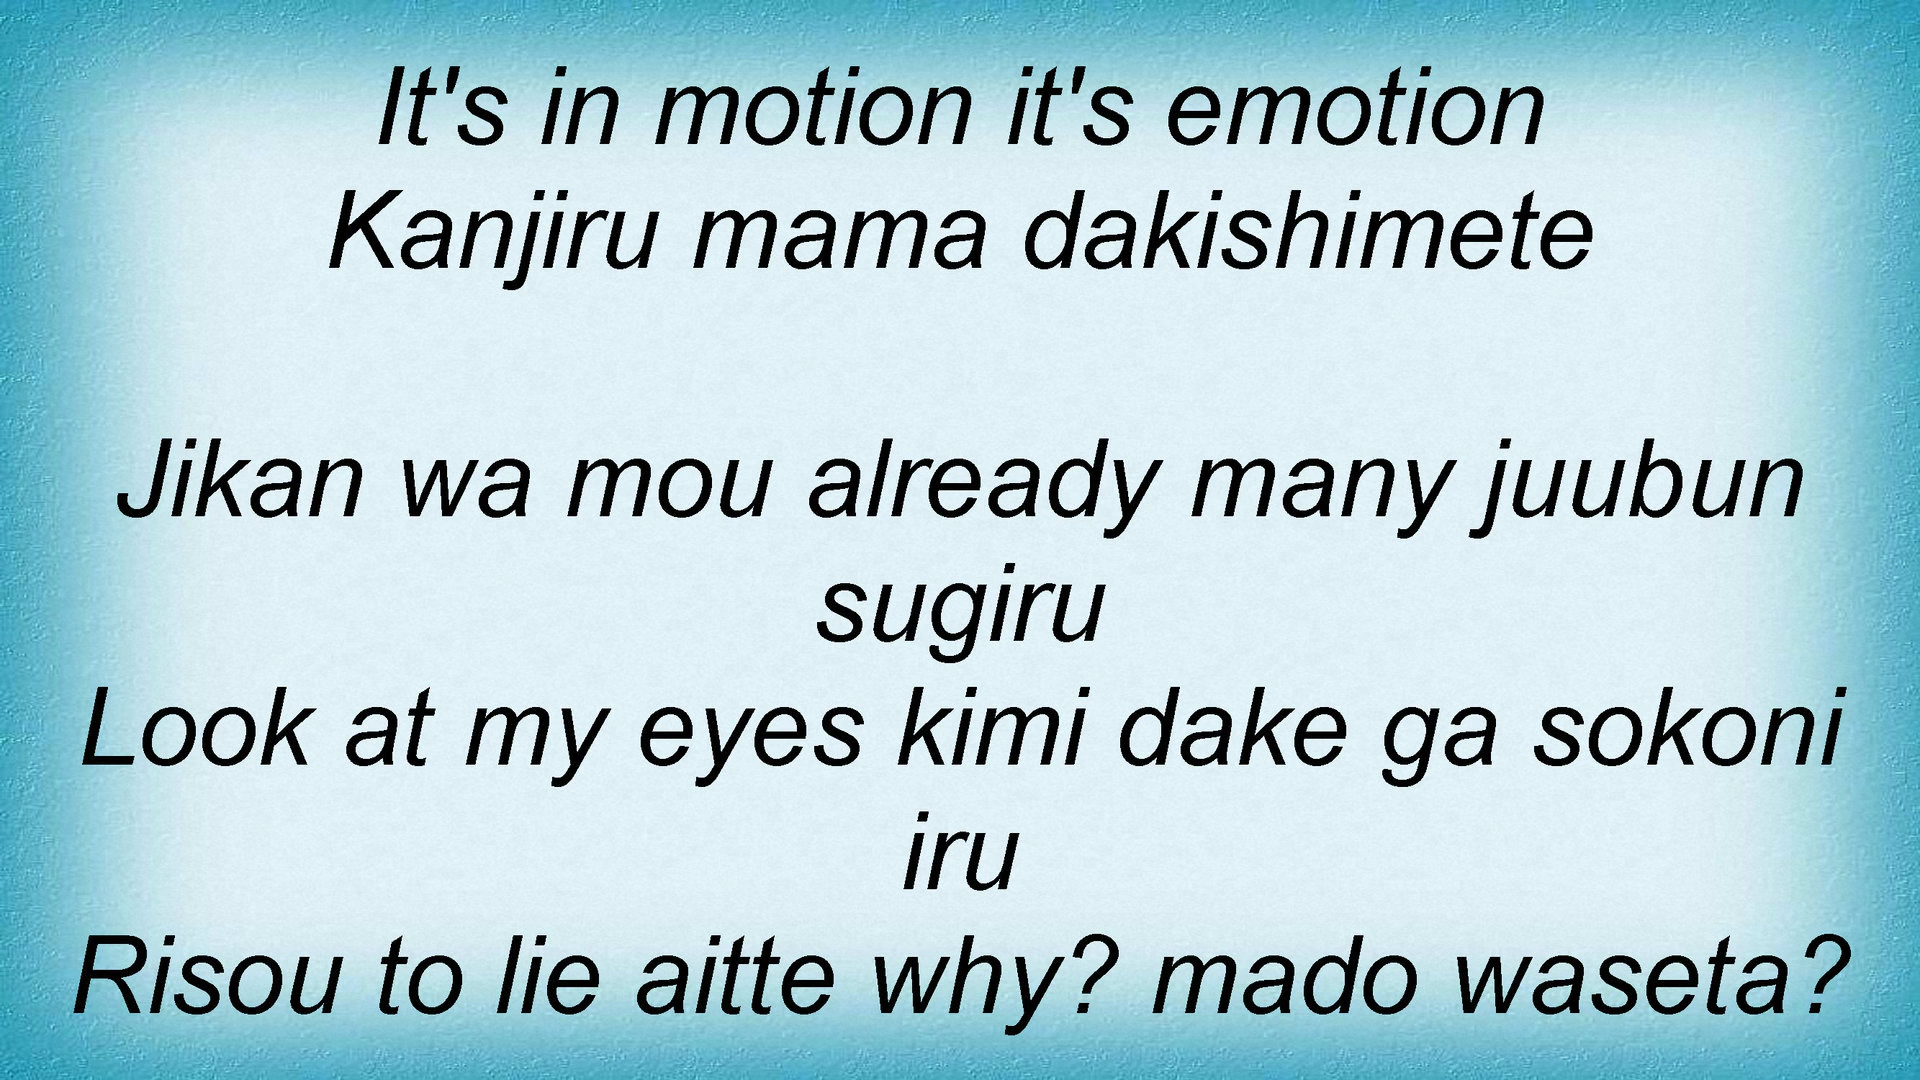 It's in motion it's emotion
Kanjiru mama dakishimete
Jikan wa mou already many juubun
sugiru
Look at my eyes kimi dake ga sokoni
iru
Risou to lie aitte why? mado waseta?